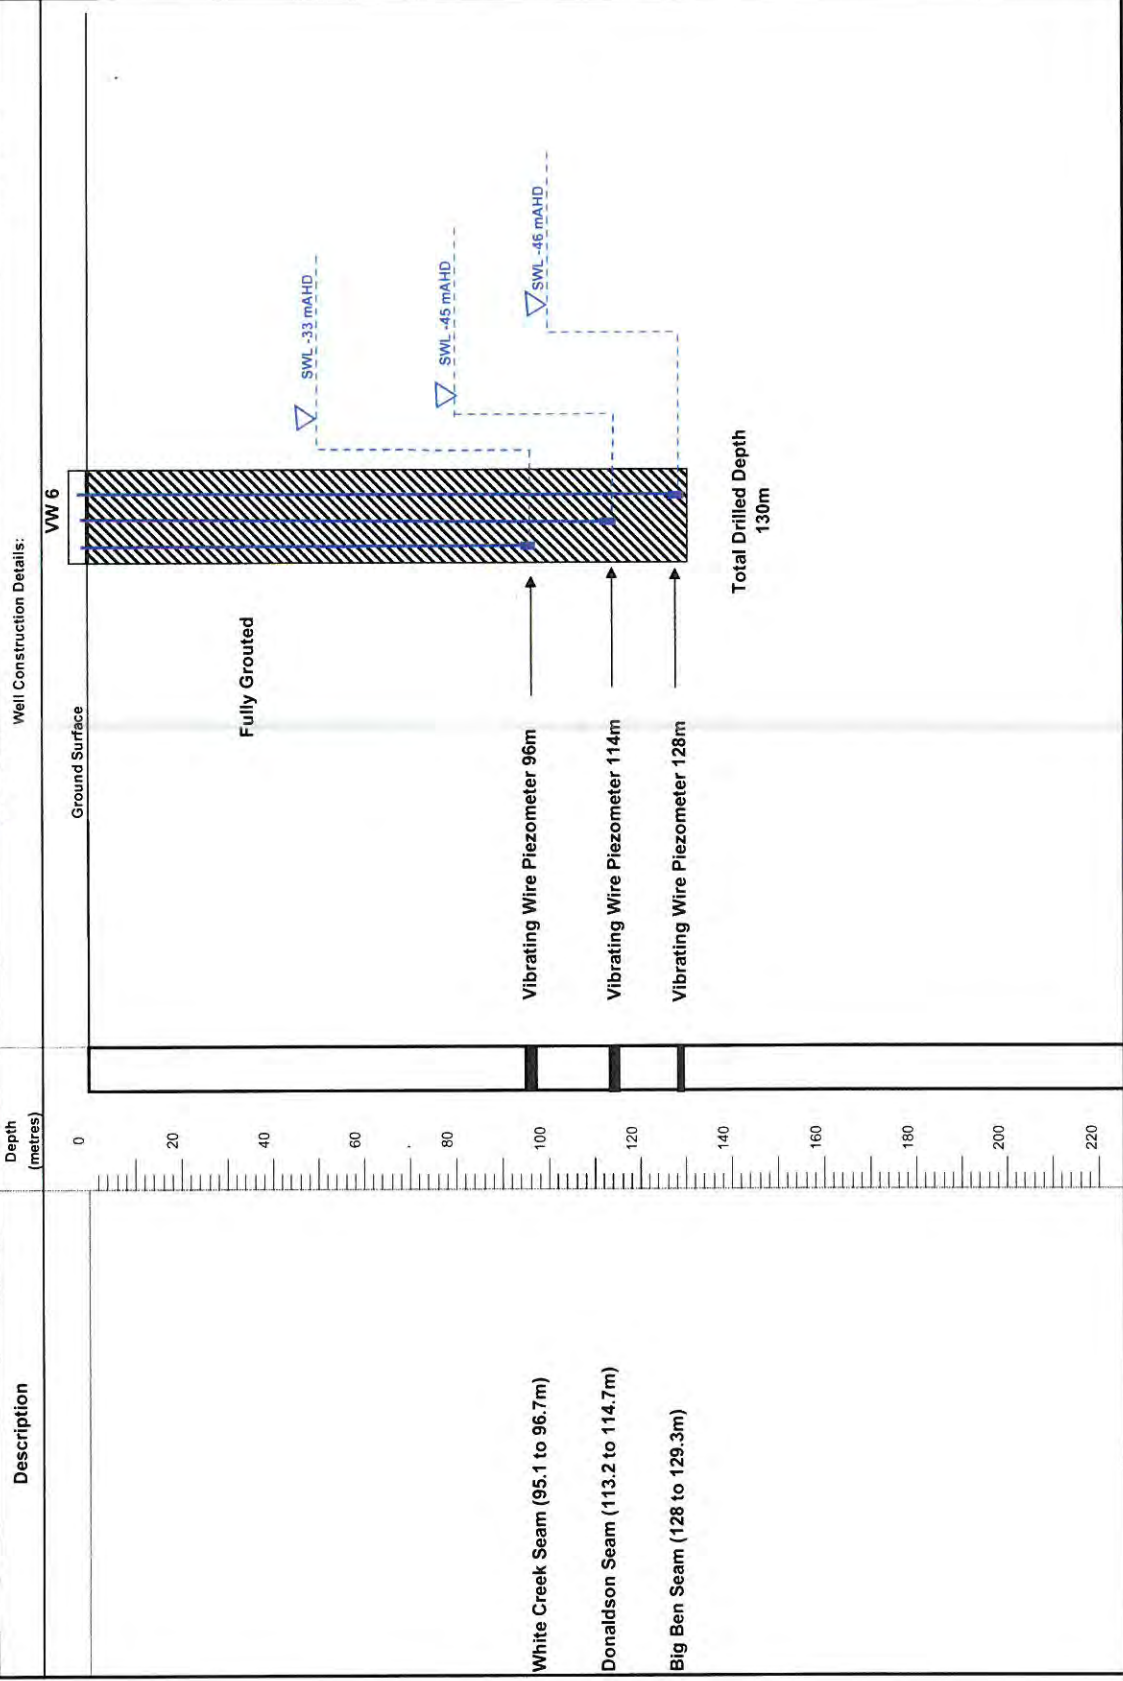 Description
Depth
(metres)
Well Construction Details:
VW 6
Ground Surface
0
20
40
60
80
100
120
140
160
180
200
220
Fully Grouted
SWL -33 mAHD
SWL -45 mAHD
SWL -46 mAHD
White Creek Seam (95.1 to 96.7m)
Vibrating Wire Piezometer 96m
Donaldson Seam (113.2 to 114.7m)
Vibrating Wire Piezometer 114m
Big Ben Seam (128 to 129.3m)
Vibrating Wire Piezometer 128m
Total Drilled Depth
130m